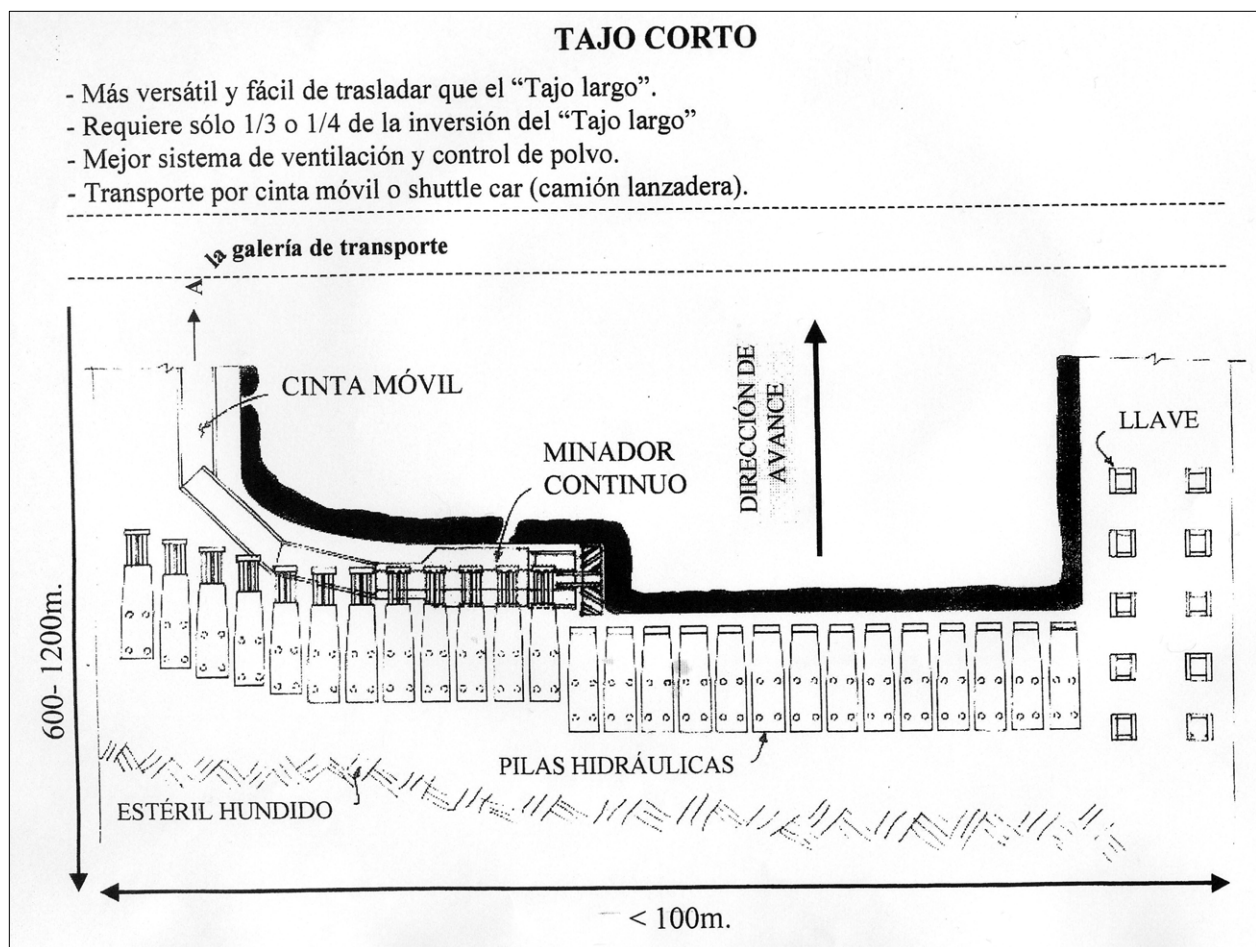 TAJO CORTO
- Más versátil y fácil de trasladar que el “Tajo largo”.
- Requiere sólo 1/3 o 1/4 de la inversión del “Tajo largo”
- Mejor sistema de ventilación y control de polvo.
- Transporte por cinta móvil o shuttle car (camión lanzadera).
A la galería de transporte
CINTA MÓVIL
MINADOR
CONTINUO
DIRECCIÓN DE
AVANCE
LLAVE
600- 1200m.
PILAS HIDRÁULICAS
ESTÉRIL HUNDIDO
< 100m.